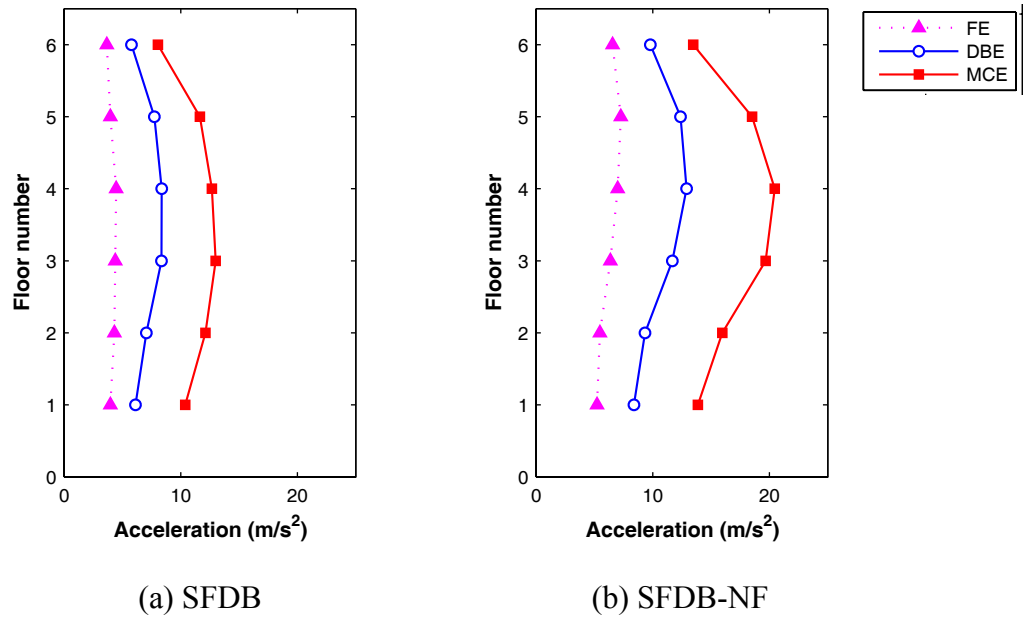 6
5
4
3
2
1
0
Floor number
0 10 20
Acceleration (m/s²)
(a) SFDB
6
5
4
3
2
1
0
Floor number
0 10 20
Acceleration (m/s²)
(b) SFDB-NF
FE
DBE
MCE